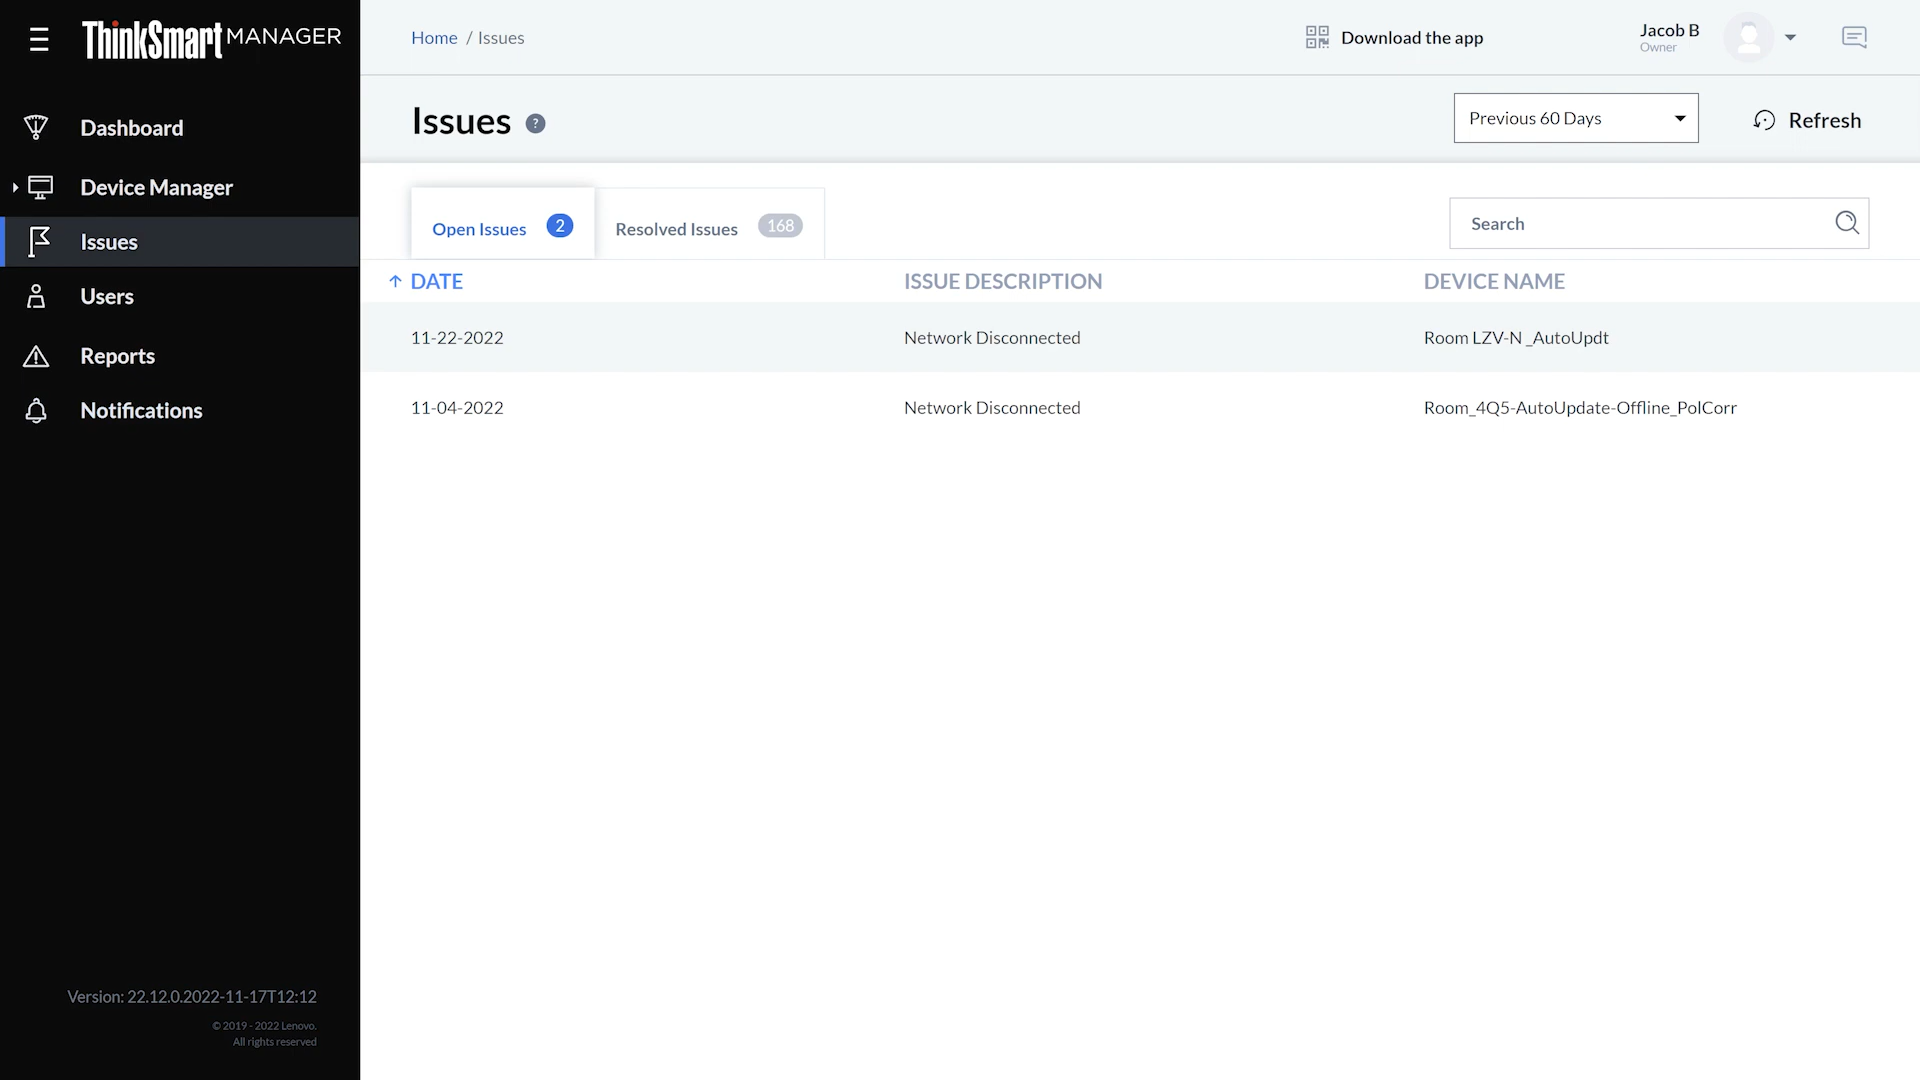 ThinkSmart MANAGER
Dashboard
Device Manager
Issues
Users
Reports
Notifications
Version: 22.12.0.2022-11-17T12:12
© 2019 - 2022 Lenovo.
All rights reserved
Home / Issues
Download the app
Jacob B
Owner
Issues ?
Previous 60 Days
Refresh
Open Issues 2
Resolved Issues 168
Search
DATE ISSUE DESCRIPTION DEVICE NAME
11-22-2022 Network Disconnected Room LZV-N _AutoUpdt
11-04-2022 Network Disconnected Room_4Q5-AutoUpdate-Offline_PolCorr